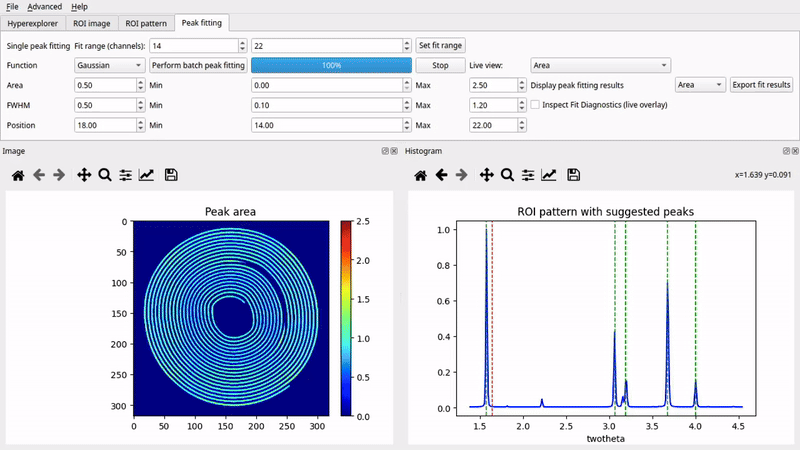 File Advanced Help
Hyperexplorer ROI image ROI pattern Peak fitting
Single peak fitting Fit range (channels): 14 22 Set fit range
Function Gaussian Perform batch peak fitting 100% Stop Live view: Area
Area 0.50 Min 0.00 Max 2.50 Display peak fitting results Area Export fit results
FWHM 0.50 Min 0.10 Max 1.20 Inspect Fit Diagnostics (live overlay)
Position 18.00 Min 14.00 Max 22.00
Image
Histogram
x=1.639 y=0.091
Peak area
0
50
100
150
200
250
300
0 50 100 150 200 250 300
2.5
2.0
1.5
1.0
0.5
0.0
ROI pattern with suggested peaks
1.0
0.8
0.6
0.4
0.2
0.0
1.5 2.0 2.5 3.0 3.5 4.0 4.5
twotheta